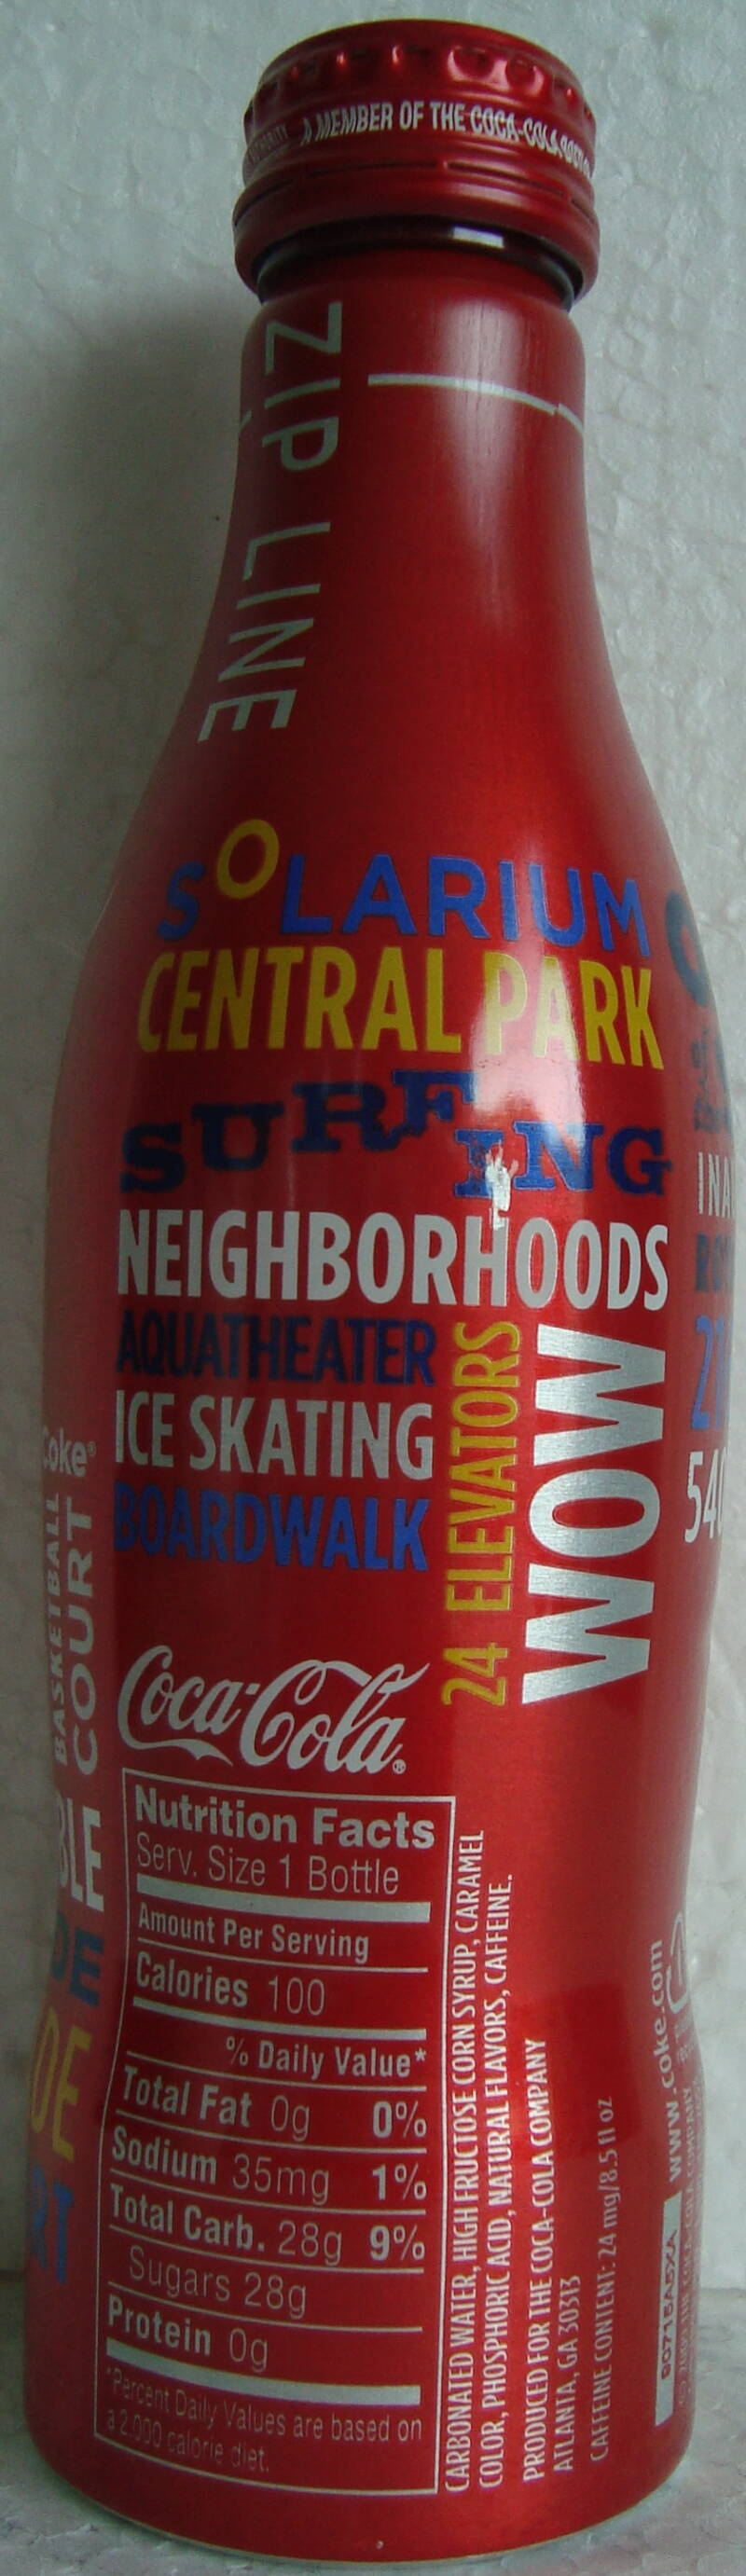 A MEMBER OF THE COCA-COLA
ZIP LINE
SOLARIUM
CENTRAL PARK
SURFING
NEIGHBORHOODS
AQUATHEATER
ICE SKATING
BOARDWALK
24 ELEVATORS
WOW
Coke®
BASKETBALL
COURT
Coca-Cola®
Nutrition Facts
Serv. Size 1 Bottle
Amount Per Serving
Calories 100
% Daily Value*
Total Fat 0g 0%
Sodium 35mg 1%
Total Carb. 28g 9%
Sugars 28g
Protein 0g
*Percent Daily Values are based on
a 2,000 calorie diet.
CARBONATED WATER, HIGH FRUCTOSE CORN SYRUP, CARAMEL
COLOR, PHOSPHORIC ACID, NATURAL FLAVORS, CAFFEINE.
PRODUCED FOR THE COCA-COLA COMPANY
ATLANTA, GA 30313
CAFFEINE CONTENT: 24 mg/8.5 fl oz
www.coke.com